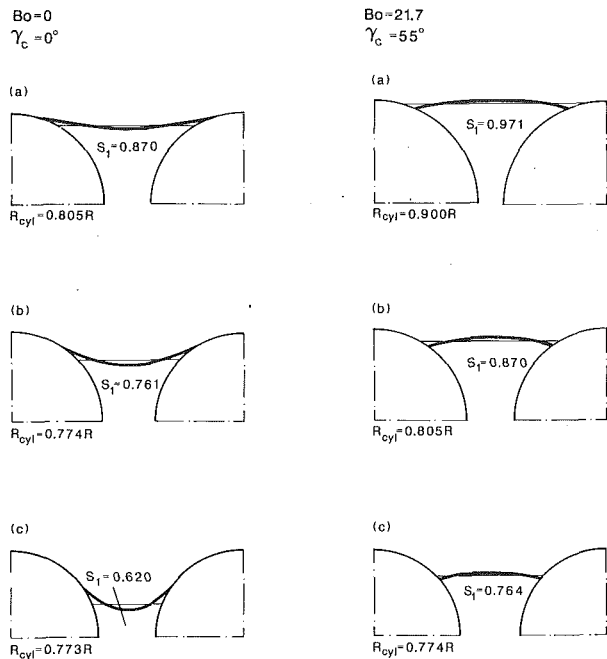 Bo=0
γc =0°
(a)
S1=0.870
Rcyl=0.805R
(b)
S1=0.761
Rcyl=0.774R
(c)
S1=0.620
Rcyl=0.773R
Bo=21.7
γc = 55°
(a)
S1=0.971
Rcyl=0.900R
(b)
S1=0.870
Rcyl=0.805R
(c)
S1=0.764
Rcyl=0.774R